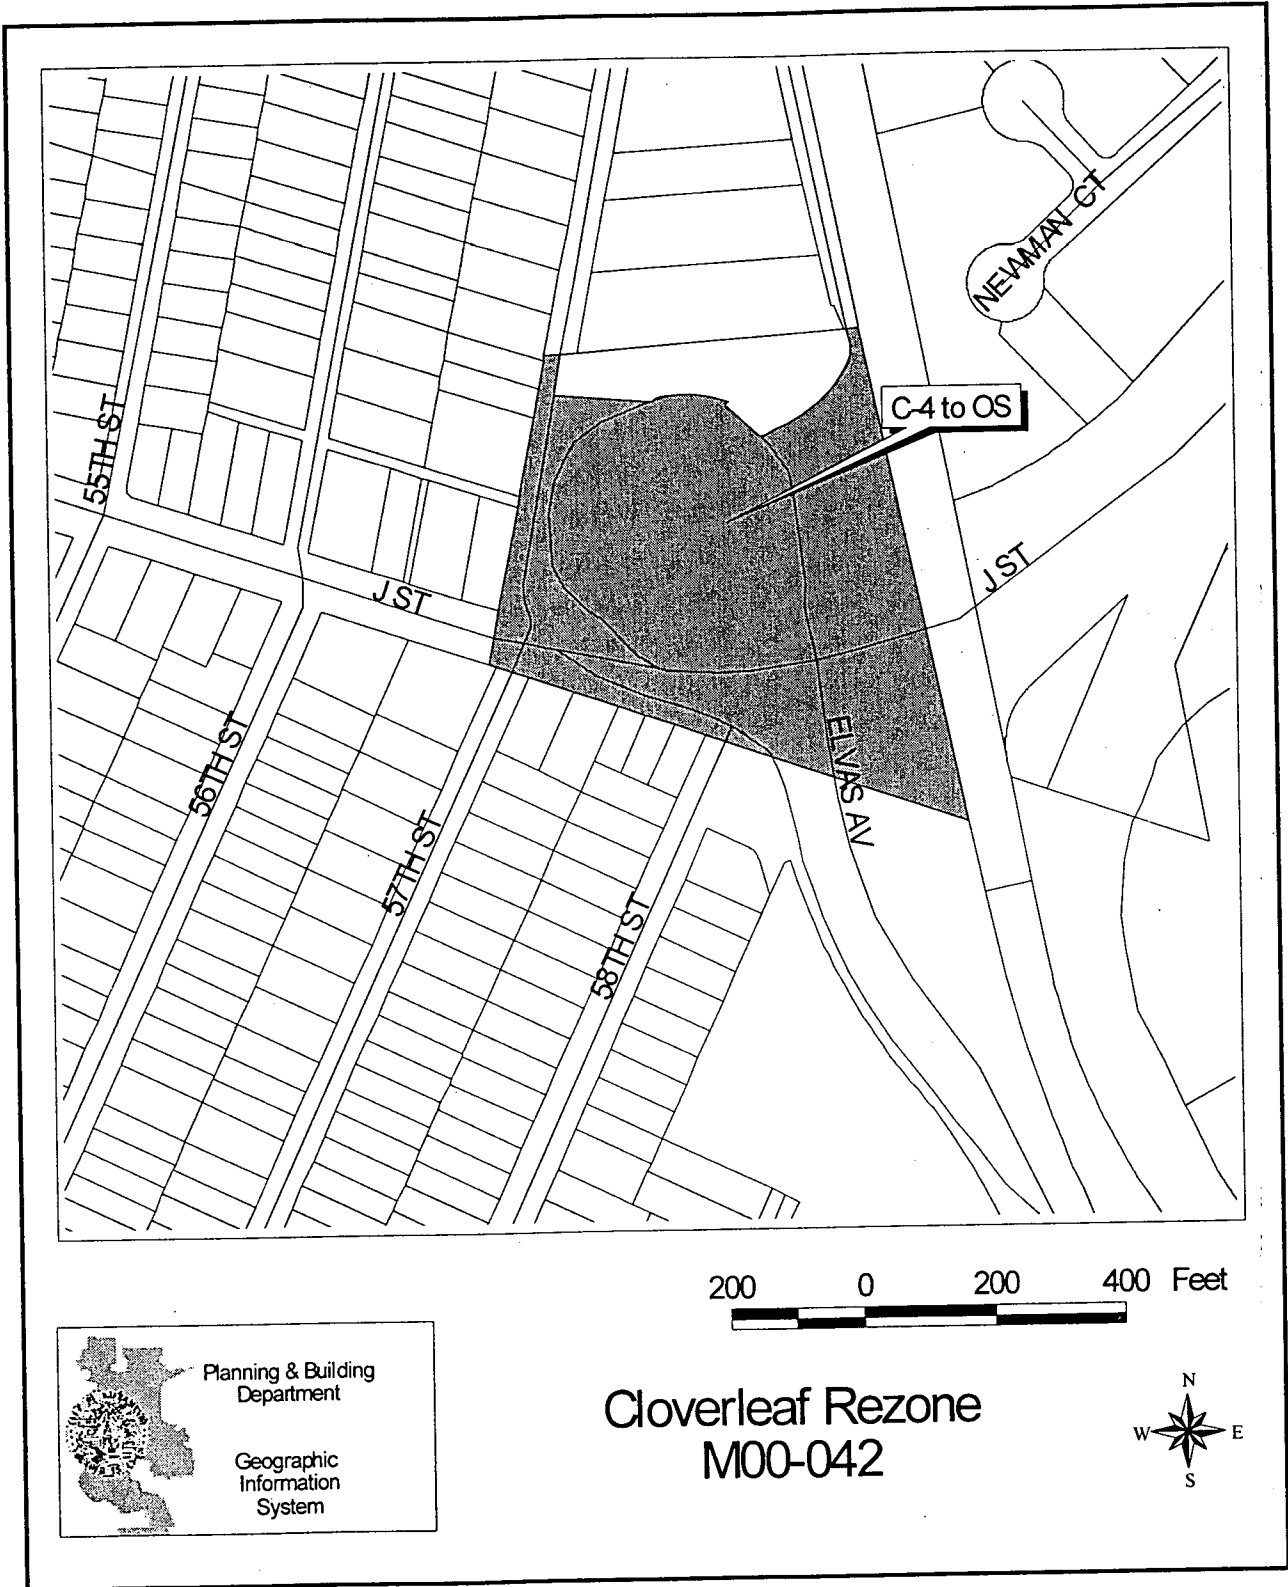 NEWMAN CT
C-4 to OS
55TH ST
J ST
J ST
56TH ST
ELVAS AV
57TH ST
58TH ST
200 0 200 400 Feet
Planning & Building
Department
Geographic
Information
System
Cloverleaf Rezone
M00-042
N
W E
S